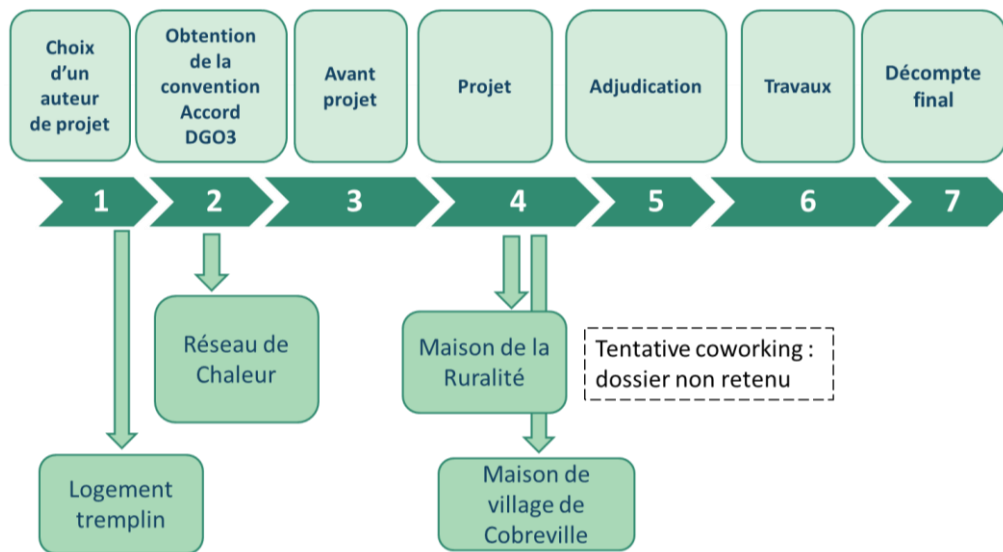 Choix
d'un
auteur
de projet
Obtention
de la
convention
Accord
DGO3
Avant
projet
Projet
Adjudication
Travaux
Décompte
final
1
2
3
4
5
6
7
Réseau de
Chaleur
Maison de la
Ruralité
Tentative coworking :
dossier non retenu
Logement
tremplin
Maison de
village de
Cobreville